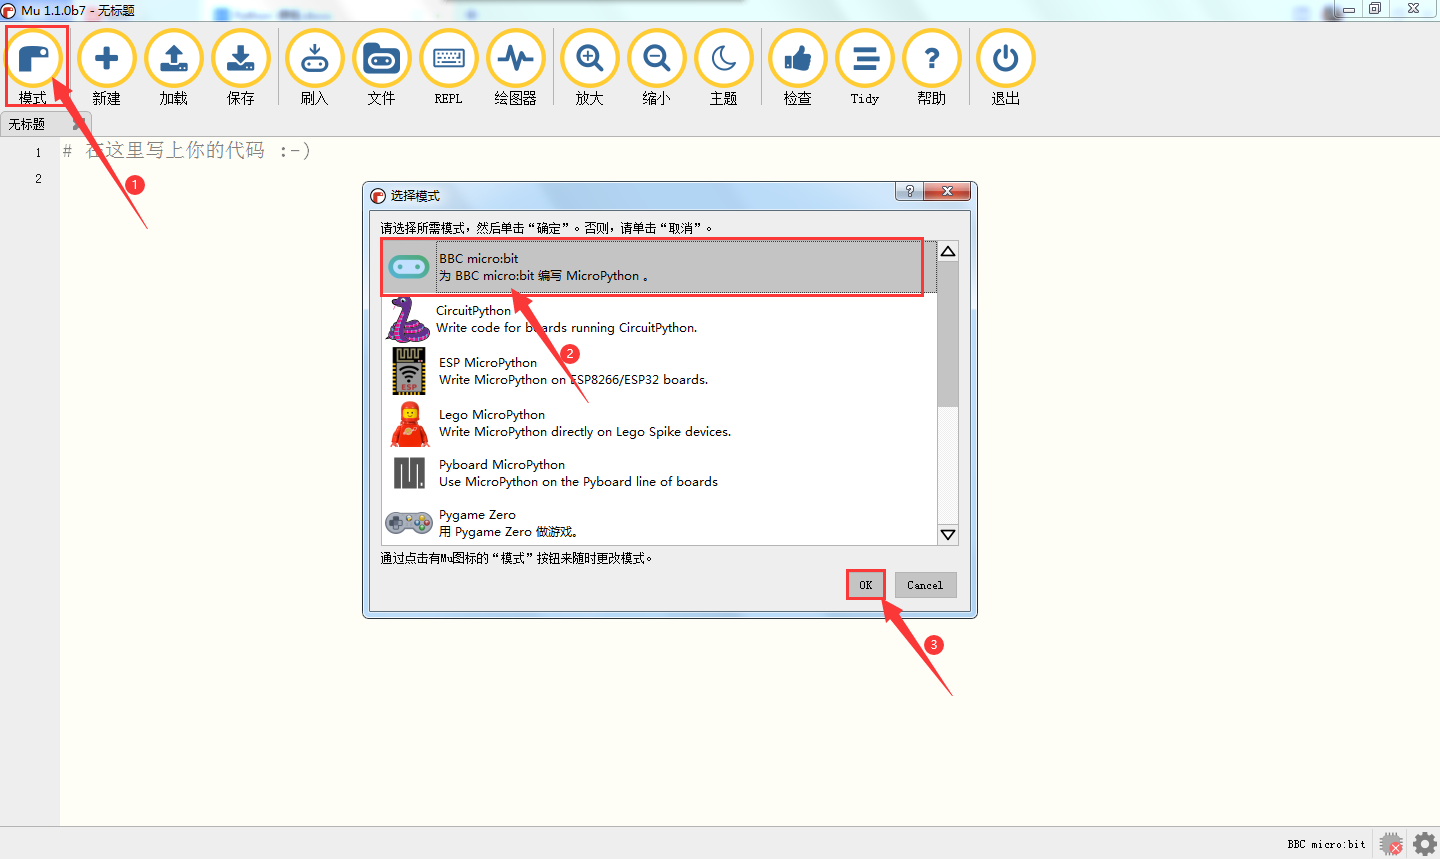 Mu 1.1.0b7 - 无标题
模式 新建 加载 保存 刷入 文件 REPL 绘图器 放大 缩小 主题 检查 Tidy 帮助 退出
无标题
1 # 在这里写上你的代码 :-)
2
1
选择模式
请选择所需模式，然后单击“确定”。否则，请单击“取消”。
BBC micro:bit
为 BBC micro:bit 编写 MicroPython 。
CircuitPython
Write code for boards running CircuitPython.
2
ESP
ESP MicroPython
Write MicroPython on ESP8266/ESP32 boards.
Lego MicroPython
Write MicroPython directly on Lego Spike devices.
Pyboard MicroPython
Use MicroPython on the Pyboard line of boards
Pygame Zero
用 Pygame Zero 做游戏。
通过点击有Mu图标的“模式”按钮来随时更改模式。
OK Cancel
3
BBC micro:bit